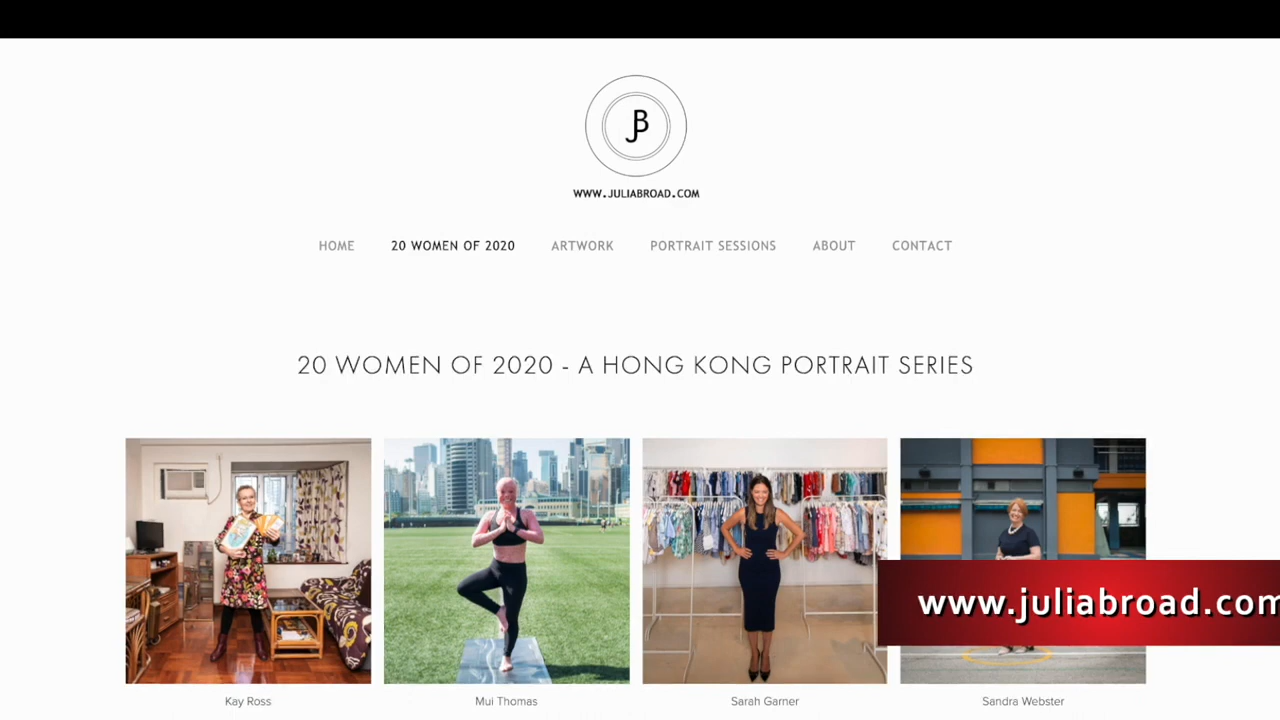 JB
WWW.JULIABROAD.COM
HOME 20 WOMEN OF 2020 ARTWORK PORTRAIT SESSIONS ABOUT CONTACT
20 WOMEN OF 2020 - A HONG KONG PORTRAIT SERIES
www.juliabroad.com
Kay Ross Mui Thomas Sarah Garner Sandra Webster